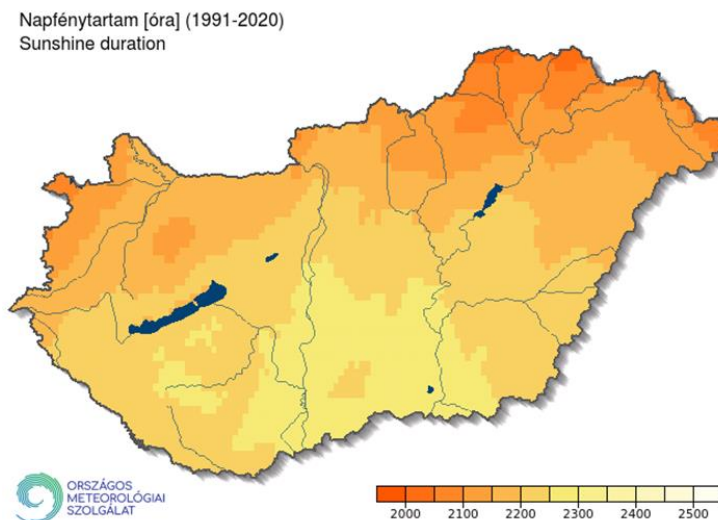 Napfénytartam [óra] (1991-2020)
Sunshine duration
ORSZÁGOS
METEOROLÓGIAI
SZOLGÁLAT
2000 2100 2200 2300 2400 2500